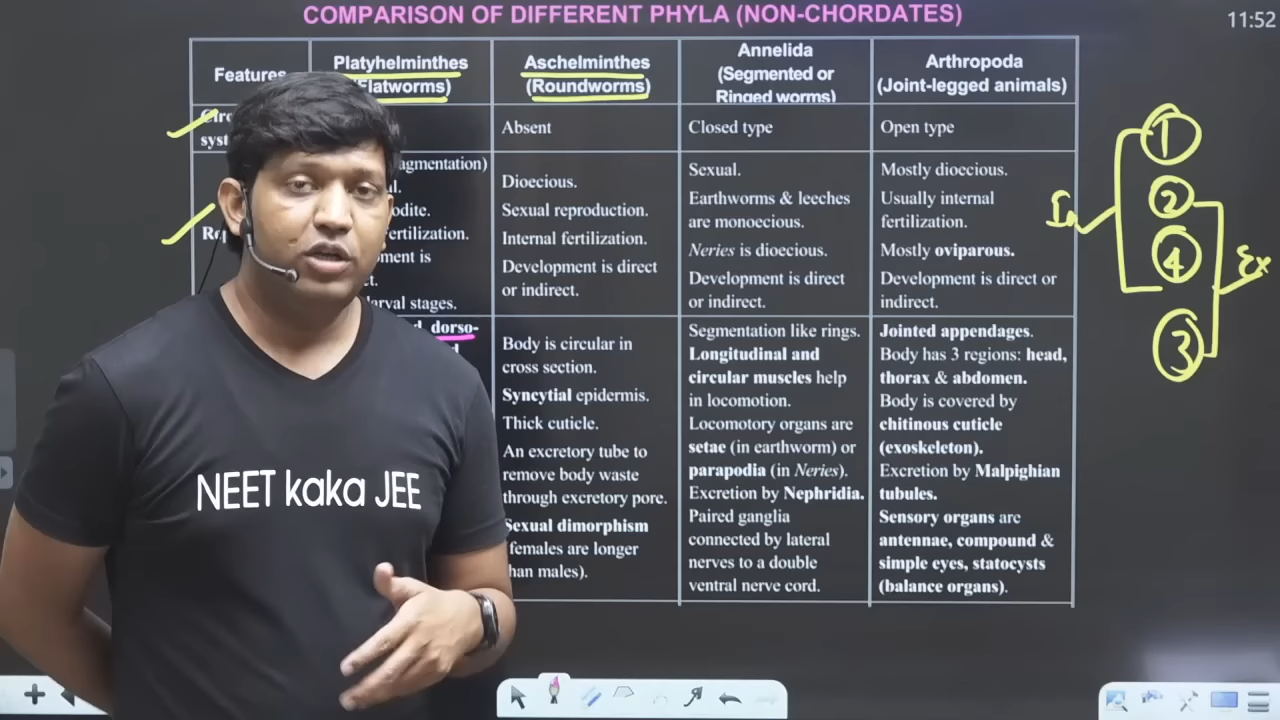 COMPARISON OF DIFFERENT PHYLA (NON-CHORDATES)
11:52
Features
Platyhelminthes
Flatworms)
Aschelminthes
(Roundworms)
Annelida
(Segmented or
Ringed worms)
Arthropoda
(Joint-legged animals)
Absent
Closed type
Open type
Dioecious.
Sexual reproduction.
Internal fertilization.
Development is direct
or indirect.
Sexual.
Earthworms & leeches
are monoecious.
Neries is dioecious.
Development is direct
or indirect.
Mostly dioecious.
Usually internal
fertilization.
Mostly oviparous.
Development is direct or
indirect.
larval stages.
dorso-
Body is circular in
cross section.
Syncytial epidermis.
Thick cuticle.
An excretory tube to
remove body waste
through excretory pore.
Sexual dimorphism
females are longer
than males).
Segmentation like rings.
Longitudinal and
circular muscles help
in locomotion.
Locomotory organs are
setae (in earthworm) or
parapodia (in Neries).
Excretion by Nephridia.
Paired ganglia
connected by lateral
nerves to a double
ventral nerve cord.
Jointed appendages.
Body has 3 regions: head,
thorax & abdomen.
Body is covered by
chitinous cuticle
(exoskeleton).
Excretion by Malpighian
tubules.
Sensory organs are
antennae, compound &
simple eyes, statocysts
(balance organs).
1
2
4
3
Ex
NEET kaka JEE